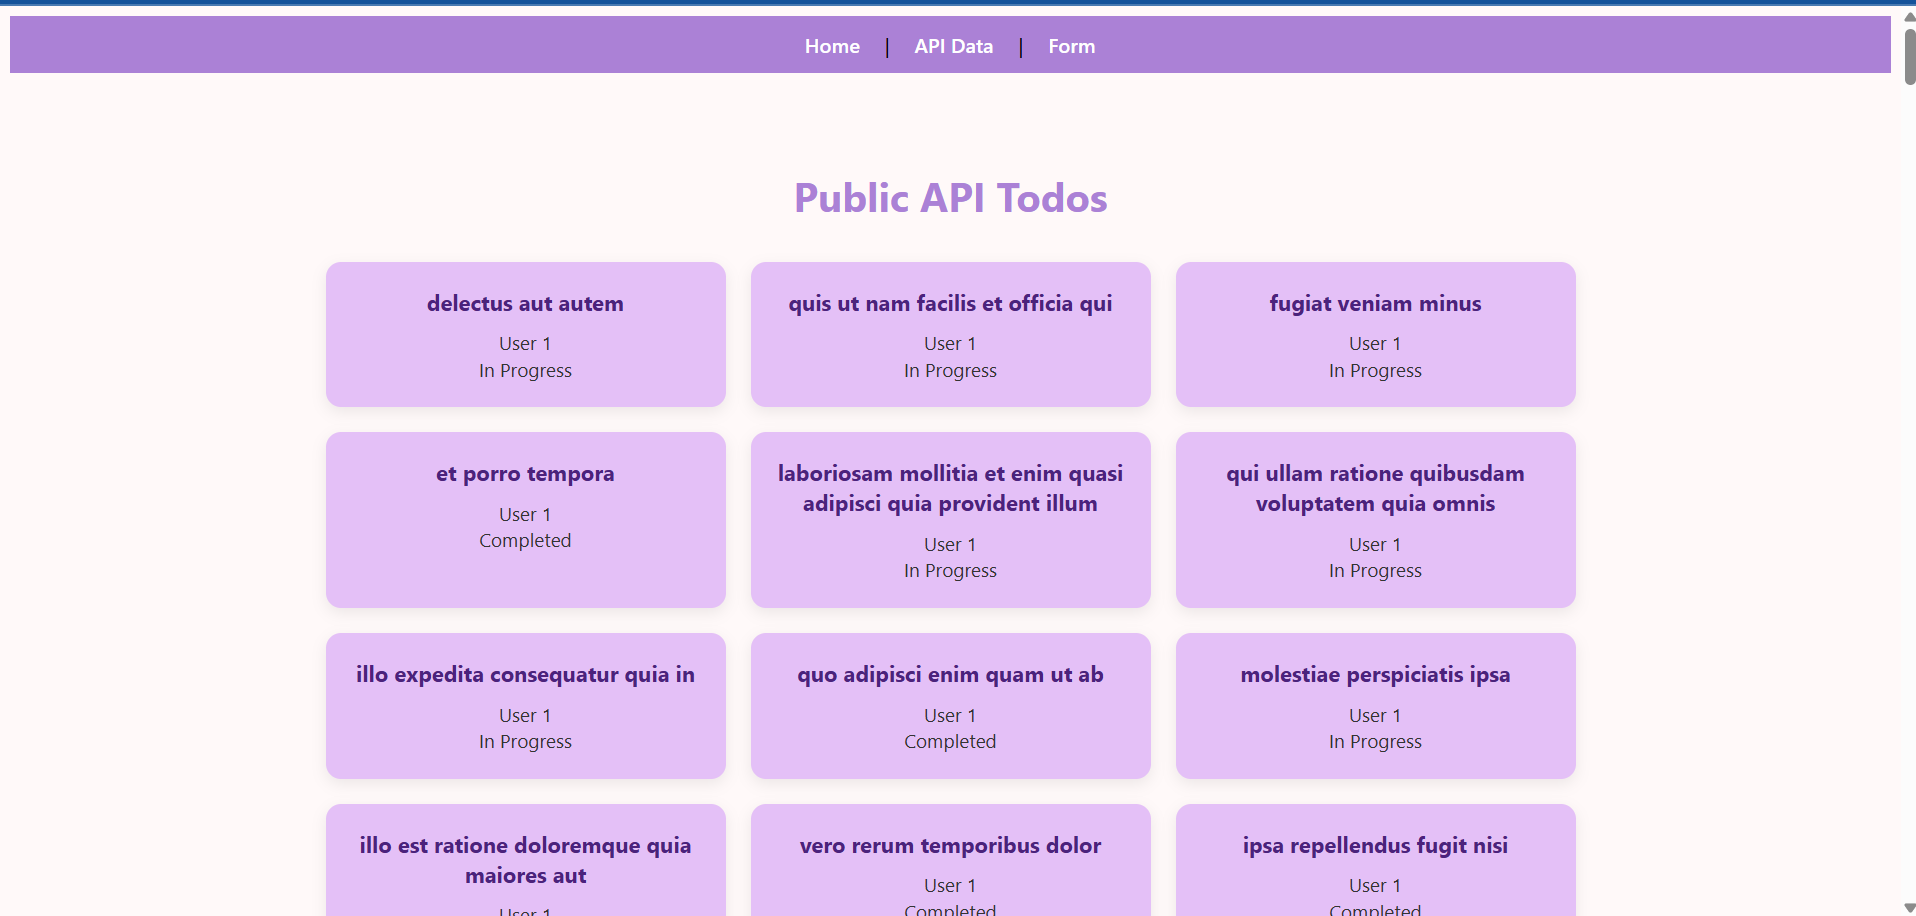 Home | API Data | Form
Public API Todos
delectus aut autem
User 1
In Progress
quis ut nam facilis et officia qui
User 1
In Progress
fugiat veniam minus
User 1
In Progress
et porro tempora
User 1
Completed
laboriosam mollitia et enim quasi
adipisci quia provident illum
User 1
In Progress
qui ullam ratione quibusdam
voluptatem quia omnis
User 1
In Progress
illo expedita consequatur quia in
User 1
In Progress
quo adipisci enim quam ut ab
User 1
Completed
molestiae perspiciatis ipsa
User 1
In Progress
illo est ratione doloremque quia
maiores aut
User 1
vero rerum temporibus dolor
User 1
Completed
ipsa repellendus fugit nisi
User 1
Completed